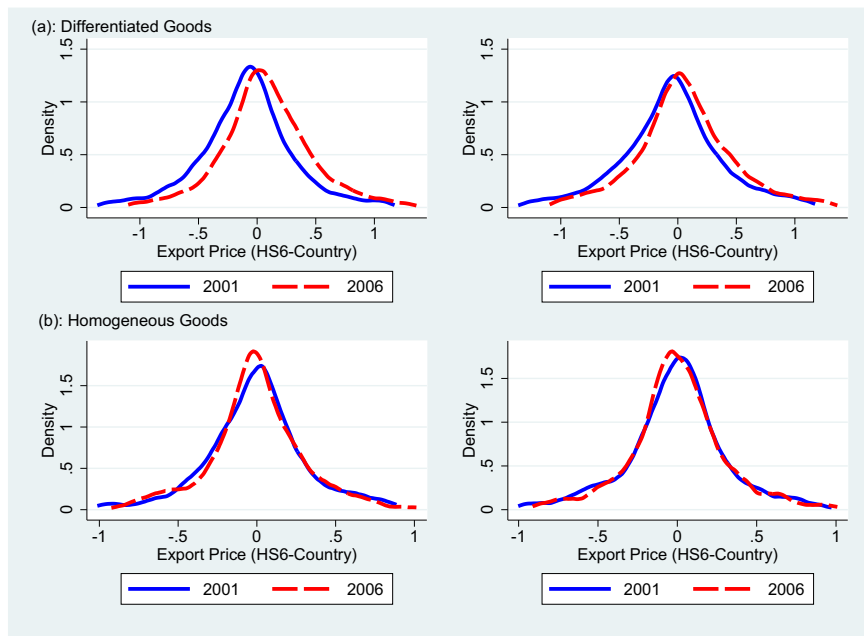 (a): Differentiated Goods
Density
0 .5 1 1.5
-1 -.5 0 .5 1
Export Price (HS6-Country)
2001 2006
Density
0 .5 1 1.5
-1 -.5 0 .5 1
Export Price (HS6-Country)
2001 2006
(b): Homogeneous Goods
Density
0 .5 1 1.5
-1 -.5 0 .5 1
Export Price (HS6-Country)
2001 2006
Density
0 .5 1 1.5
-1 -.5 0 .5 1
Export Price (HS6-Country)
2001 2006